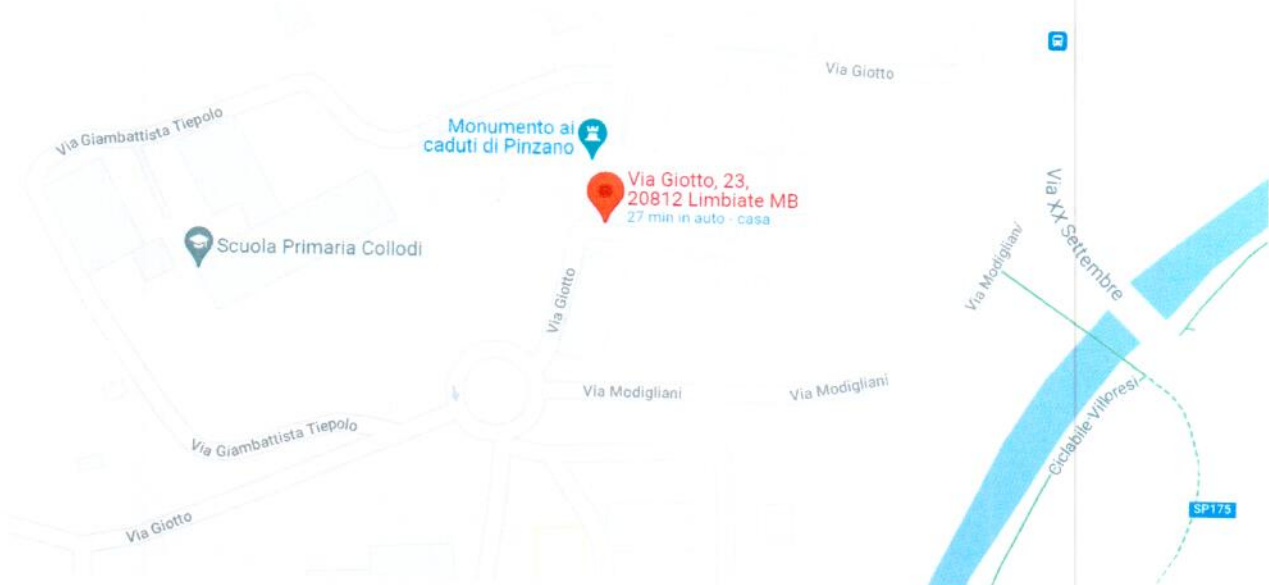 Via Giotto
Via Giambattista Tiepolo
Monumento ai
caduti di Pinzano
Via Giotto, 23,
20812 Limbiate MB
27 min in auto - casa
Via XX Settembre
Scuola Primaria Collodi
Via Modigliani
Via Giotto
Via Modigliani
Via Modigliani
Ciclabile Villoresi
Via Giambattista Tiepolo
Via Giotto
SP175